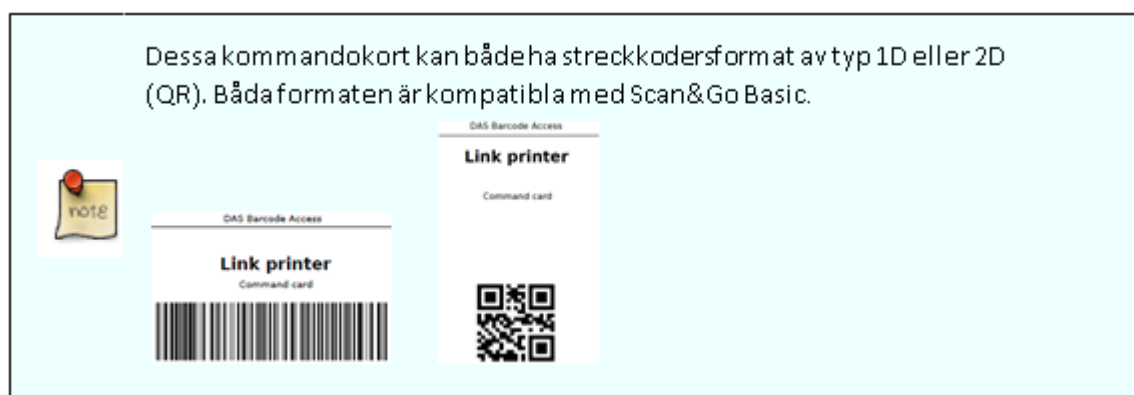 Dessa kommandokort kan både ha streckkodersformat av typ 1D eller 2D
(QR). Båda formaten är kompatibla med Scan&Go Basic.
DAS Barcode Access
Link printer
Command card
note
DAS Barcode Access
Link printer
Command card